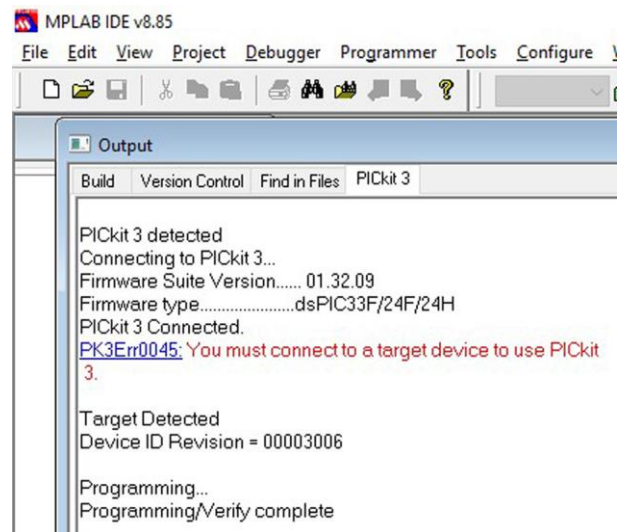 MPLAB IDE v8.85
File Edit View Project Debugger Programmer Tools Configure
Output
Build Version Control Find in Files PICkit 3
PICkit 3 detected
Connecting to PICkit 3...
Firmware Suite Version...... 01.32.09
Firmware type......................dsPIC33F/24F/24H
PICkit 3 Connected.
PK3Err0045: You must connect to a target device to use PICkit
3.
Target Detected
Device ID Revision = 00003006
Programming...
Programming/Verify complete